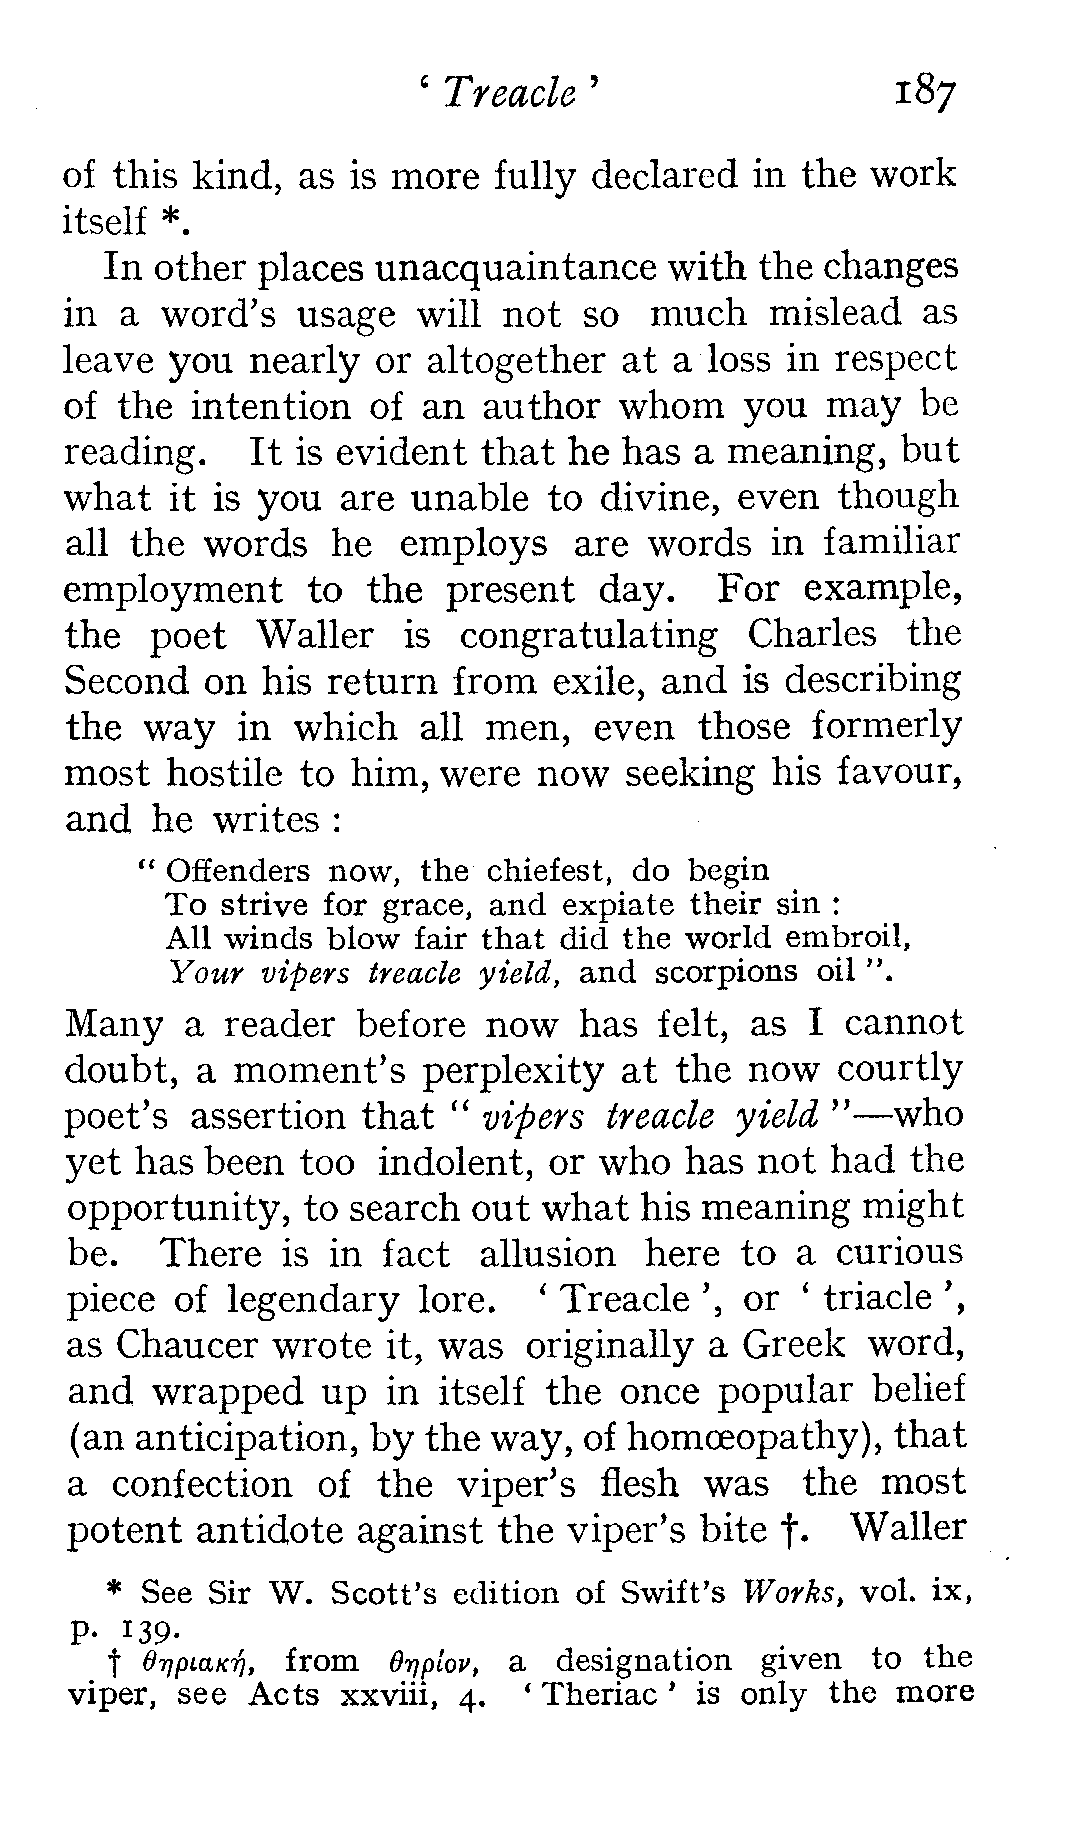 ‘ Treacle ’ 187
of this kind, as is more fully declared in the work
itself *.
In other places unacquaintance with the changes
in a word's usage will not so much mislead as
leave you nearly or altogether at a loss in respect
of the intention of an author whom you may be
reading. It is evident that he has a meaning, but
what it is you are unable to divine, even though
all the words he employs are words in familiar
employment to the present day. For example,
the poet Waller is congratulating Charles the
Second on his return from exile, and is describing
the way in which all men, even those formerly
most hostile to him, were now seeking his favour,
and he writes :
“ Offenders now, the chiefest, do begin
To strive for grace, and expiate their sin :
All winds blow fair that did the world embroil,
Your vipers treacle yield, and scorpions oil ”.
Many a reader before now has felt, as I cannot
doubt, a moment's perplexity at the now courtly
poet's assertion that “ vipers treacle yield ”—who
yet has been too indolent, or who has not had the
opportunity, to search out what his meaning might
be. There is in fact allusion here to a curious
piece of legendary lore. ‘ Treacle ’, or ‘ triacle ’,
as Chaucer wrote it, was originally a Greek word,
and wrapped up in itself the once popular belief
(an anticipation, by the way, of homœopathy), that
a confection of the viper's flesh was the most
potent antidote against the viper's bite †. Waller
* See Sir W. Scott's edition of Swift's Works, vol. ix,
p. 139.
† θηριακή, from θηρίον, a designation given to the
viper, see Acts xxviii, 4. ‘ Theriac ’ is only the more